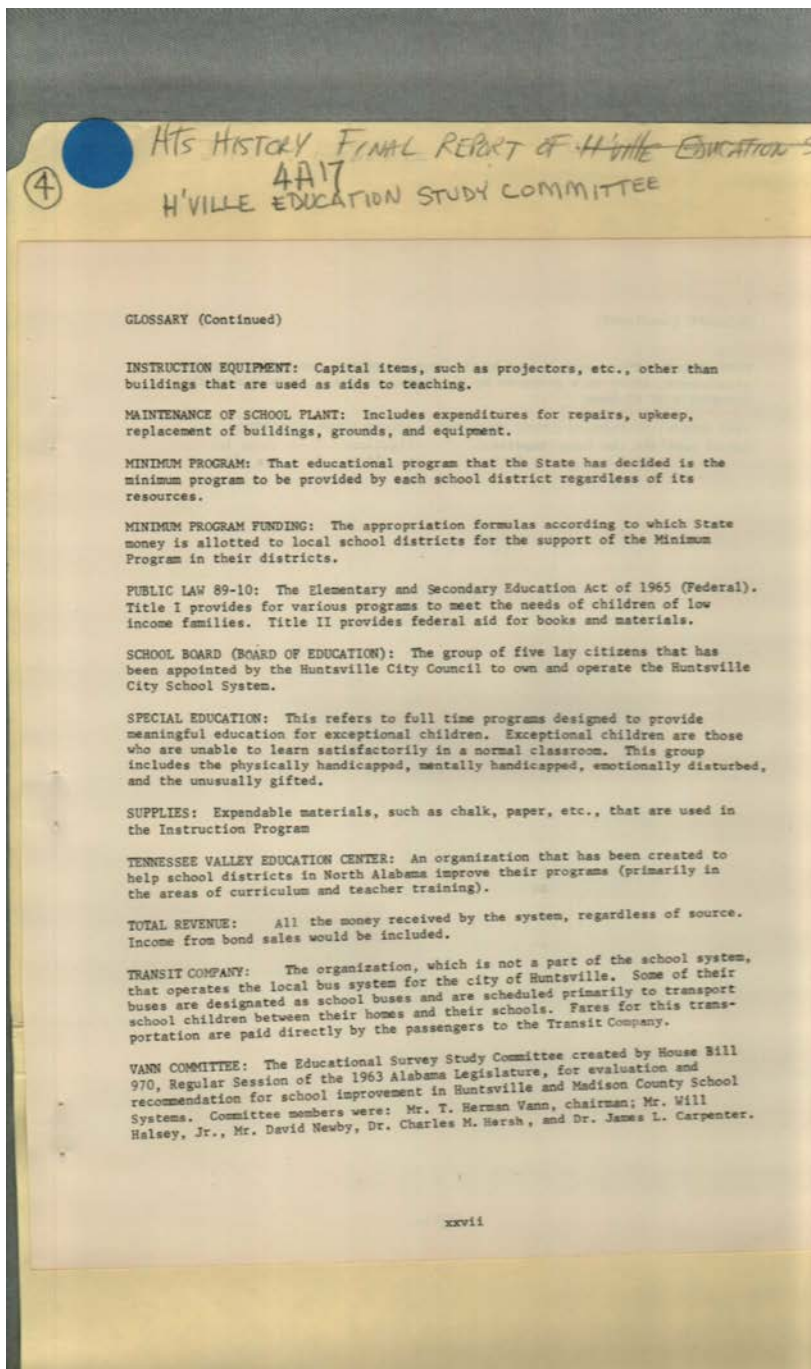 HTS HISTORY FINAL REPORT OF H'VILLE EDUCATION S
4
4A17
H'VILLE EDUCATION STUDY COMMITTEE
GLOSSARY (Continued)
INSTRUCTION EQUIPMENT: Capital items, such as projectors, etc., other than
buildings that are used as aids to teaching.
MAINTENANCE OF SCHOOL PLANT: Includes expenditures for repairs, upkeep,
replacement of buildings, grounds, and equipment.
MINIMUM PROGRAM: That educational program that the State has decided is the
minimum program to be provided by each school district regardless of its
resources.
MINIMUM PROGRAM FUNDING: The appropriation formulas according to which State
money is allotted to local school districts for the support of the Minimum
Program in their districts.
PUBLIC LAW 89-10: The Elementary and Secondary Education Act of 1965 (Federal).
Title I provides for various programs to meet the needs of children of low
income families. Title II provides federal aid for books and materials.
SCHOOL BOARD (BOARD OF EDUCATION): The group of five lay citizens that has
been appointed by the Huntsville City Council to own and operate the Huntsville
City School System.
SPECIAL EDUCATION: This refers to full time programs designed to provide
meaningful education for exceptional children. Exceptional children are those
who are unable to learn satisfactorily in a normal classroom. This group
includes the physically handicapped, mentally handicapped, emotionally disturbed,
and the unusually gifted.
SUPPLIES: Expendable materials, such as chalk, paper, etc., that are used in
the Instruction Program
TENNESSEE VALLEY EDUCATION CENTER: An organization that has been created to
help school districts in North Alabama improve their programs (primarily in
the areas of curriculum and teacher training).
TOTAL REVENUE: All the money received by the system, regardless of source.
Income from bond sales would be included.
TRANSIT COMPANY: The organization, which is not a part of the school system,
that operates the local bus system for the city of Huntsville. Some of their
buses are designated as school buses and are scheduled primarily to transport
school children between their homes and their schools. Fares for this trans-
portation are paid directly by the passengers to the Transit Company.
VANN COMMITTEE: The Educational Survey Study Committee created by House Bill
970, Regular Session of the 1963 Alabama Legislature, for evaluation and
recommendation for school improvement in Huntsville and Madison County School
Systems. Committee members were: Mr. T. Herman Vann, chairman; Mr. Will
Halsey, Jr., Mr. David Newby, Dr. Charles M. Hersh, and Dr. James L. Carpenter.
xxvii